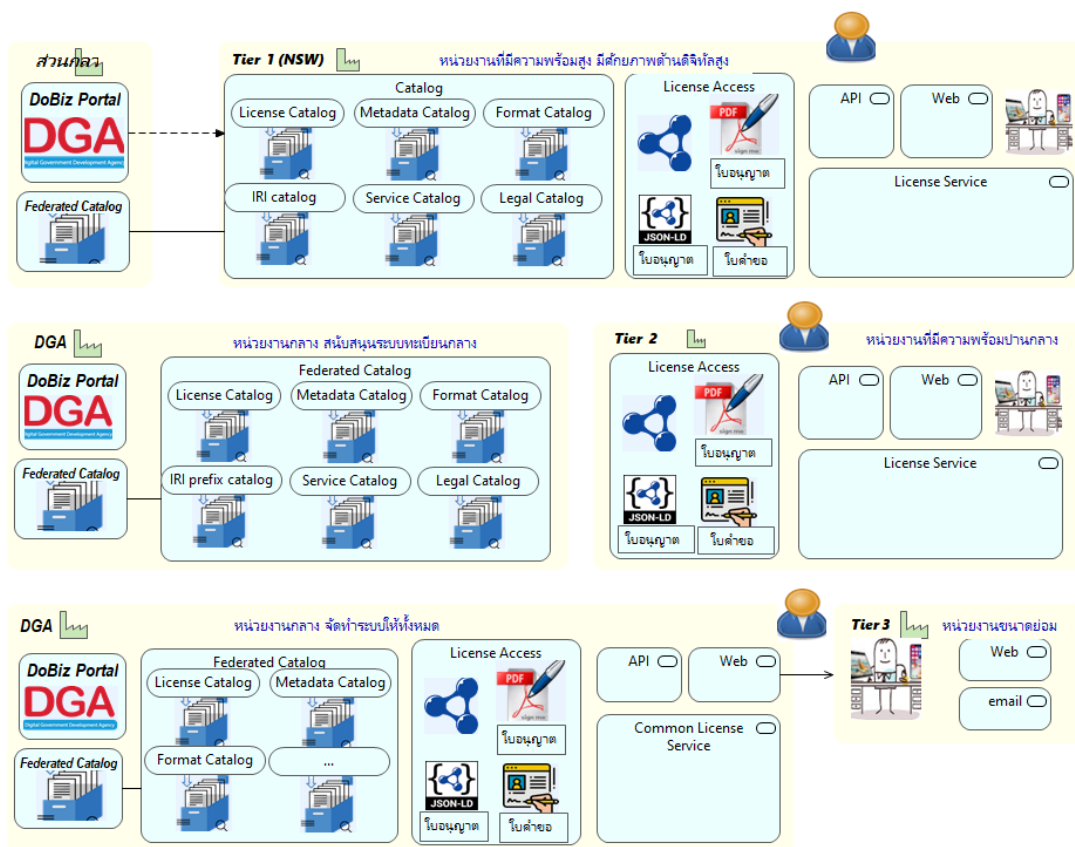 ส่วนกลา
Tier 1 (NSW)
หน่วยงานที่มีความพร้อมสูง มีศักยภาพด้านดิจิทัลสูง
DoBiz Portal
DGA
Digital Government Development Agency
Federated Catalog
Catalog
License Catalog
Metadata Catalog
Format Catalog
IRI catalog
Service Catalog
Legal Catalog
License Access
PDF
sign me
ใบอนุญาต
JSON-LD
ใบอนุญาต
ใบคำขอ
API
Web
License Service
DGA
หน่วยงานกลาง สนับสนุนระบบทะเบียนกลาง
DoBiz Portal
DGA
Digital Government Development Agency
Federated Catalog
Federated Catalog
License Catalog
Metadata Catalog
Format Catalog
IRI prefix catalog
Service Catalog
Legal Catalog
Tier 2
หน่วยงานที่มีความพร้อมปานกลาง
License Access
PDF
sign me
ใบอนุญาต
JSON-LD
ใบอนุญาต
ใบคำขอ
API
Web
License Service
DGA
หน่วยงานกลาง จัดทำระบบให้ทั้งหมด
DoBiz Portal
DGA
Digital Government Development Agency
Federated Catalog
Federated Catalog
License Catalog
Metadata Catalog
Format Catalog
...
License Access
PDF
sign me
ใบอนุญาต
JSON-LD
ใบอนุญาต
ใบคำขอ
API
Web
Common License
Service
Tier 3
หน่วยงานขนาดย่อม
Web
email